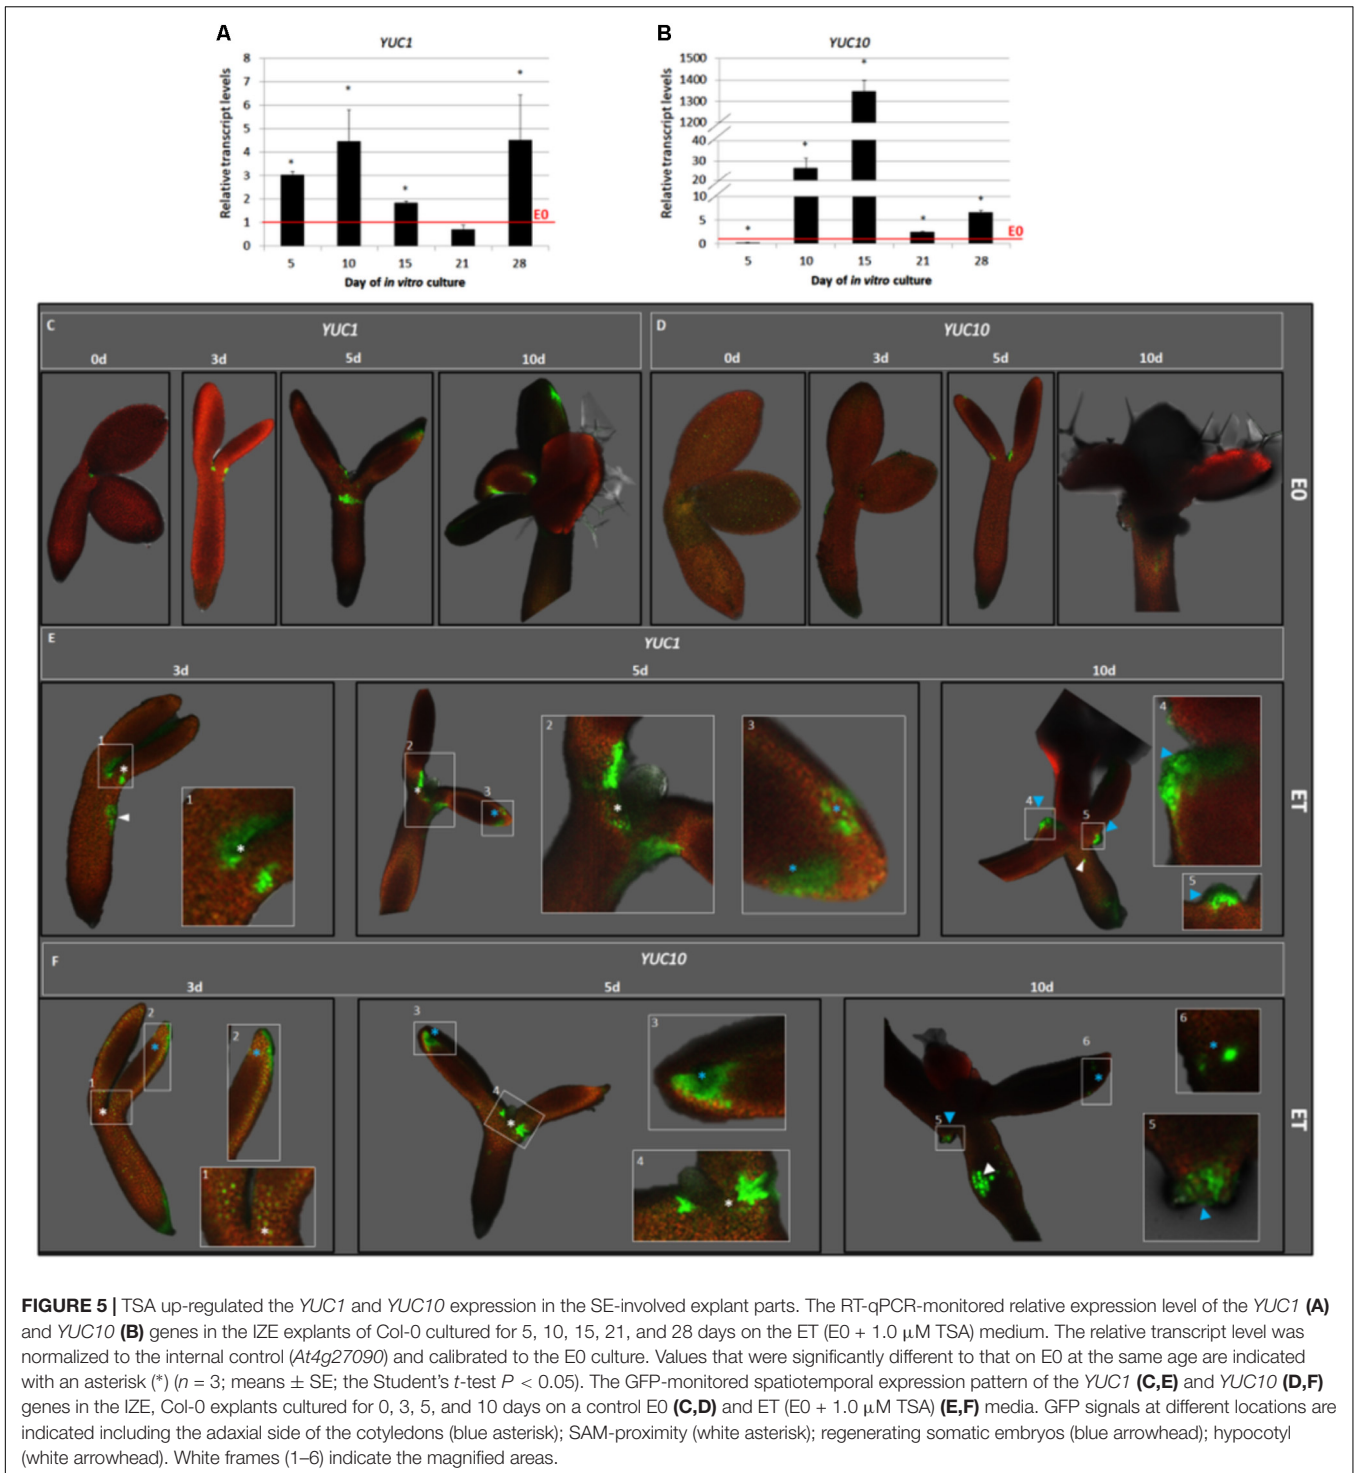 A
YUC1
Relative transcript levels
8
7
6
5
4
3
2
1
0
*
*
*
*
E0
5 10 15 21 28
Day of in vitro culture
B
YUC10
Relative transcript levels
1500
1400
1300
1200
40
30
20
10
5
0
*
*
*
*
*
E0
5 10 15 21 28
Day of in vitro culture
C
YUC1
0d 3d 5d 10d
D
YUC10
0d 3d 5d 10d
E0
E
YUC1
3d 5d 10d
1
*
1
*
2
*
3
*
2
*
3
*
*
4
5
4
5
ET
F
YUC10
3d 5d 10d
1
*
2
*
2
*
1
*
3
*
4
*
3
*
4
*
5
6
*
6
*
5
ET
FIGURE 5 | TSA up-regulated the YUC1 and YUC10 expression in the SE-involved explant parts. The RT-qPCR-monitored relative expression level of the YUC1 (A)
and YUC10 (B) genes in the IZE explants of Col-0 cultured for 5, 10, 15, 21, and 28 days on the ET (E0 + 1.0 μM TSA) medium. The relative transcript level was
normalized to the internal control (At4g27090) and calibrated to the E0 culture. Values that were significantly different to that on E0 at the same age are indicated
with an asterisk (*) (n = 3; means ± SE; the Student's t-test P < 0.05). The GFP-monitored spatiotemporal expression pattern of the YUC1 (C,E) and YUC10 (D,F)
genes in the IZE, Col-0 explants cultured for 0, 3, 5, and 10 days on a control E0 (C,D) and ET (E0 + 1.0 μM TSA) (E,F) media. GFP signals at different locations are
indicated including the adaxial side of the cotyledons (blue asterisk); SAM-proximity (white asterisk); regenerating somatic embryos (blue arrowhead); hypocotyl
(white arrowhead). White frames (1–6) indicate the magnified areas.